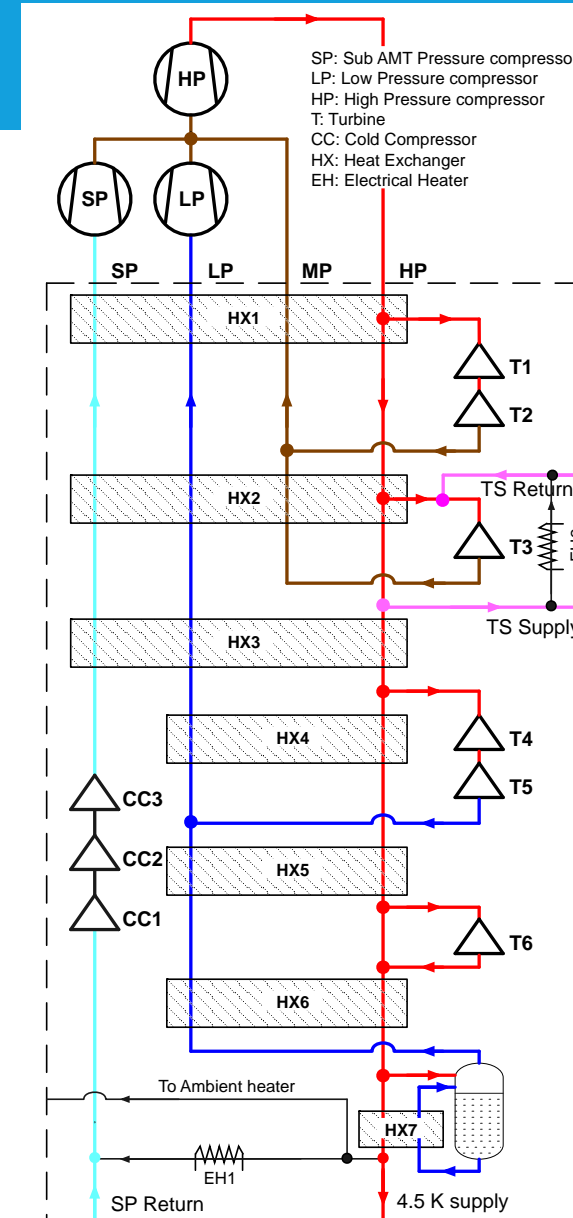 HP
SP: Sub AMT Pressure compresso
LP: Low Pressure compressor
HP: High Pressure compressor
T: Turbine
CC: Cold Compressor
HX: Heat Exchanger
EH: Electrical Heater
SP
LP
SP LP MP HP
HX1
T1
T2
HX2
TS Return
T3
TS Supply
HX3
HX4
T4
T5
CC3
CC2
HX5
CC1
T6
HX6
To Ambient heater
HX7
EH1
SP Return
4.5 K supply